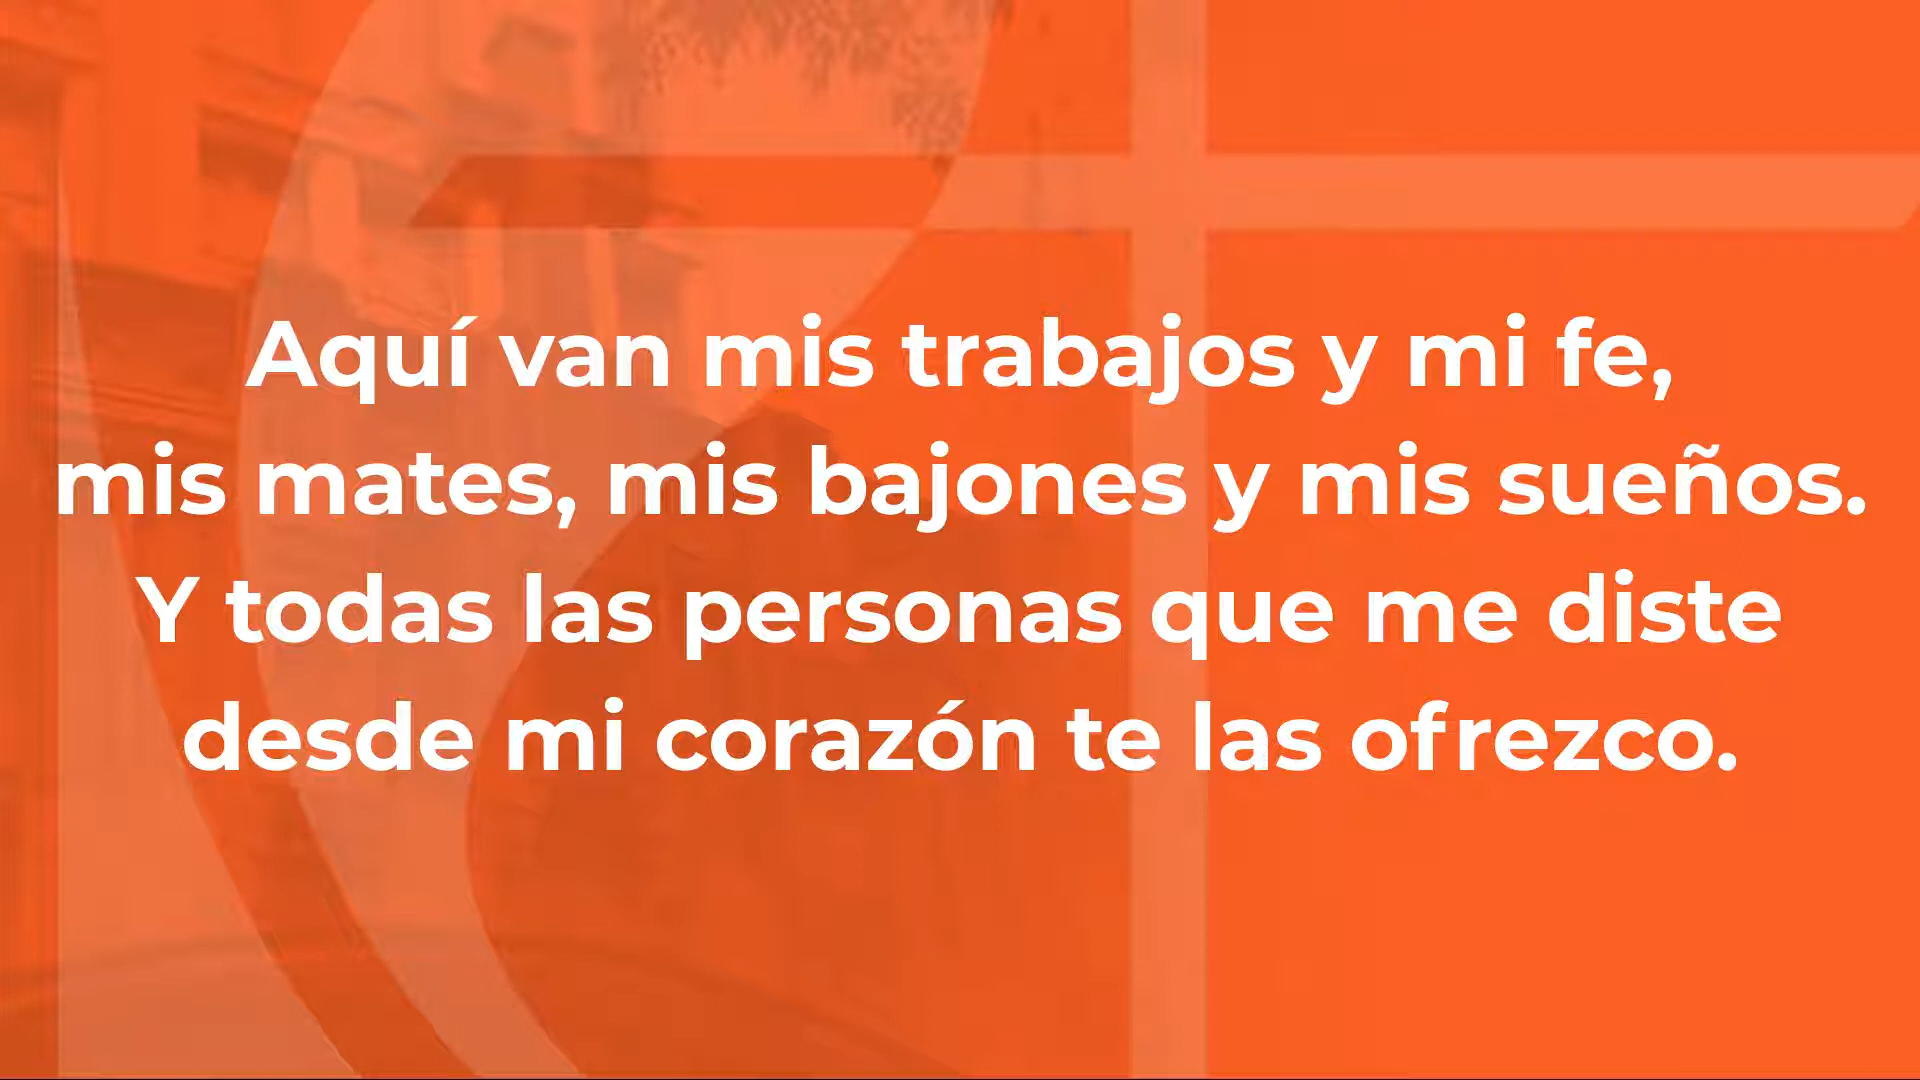 Aquí van mis trabajos y mi fe,
mis mates, mis bajones y mis sueños.
Y todas las personas que me diste
desde mi corazón te las ofrezco.